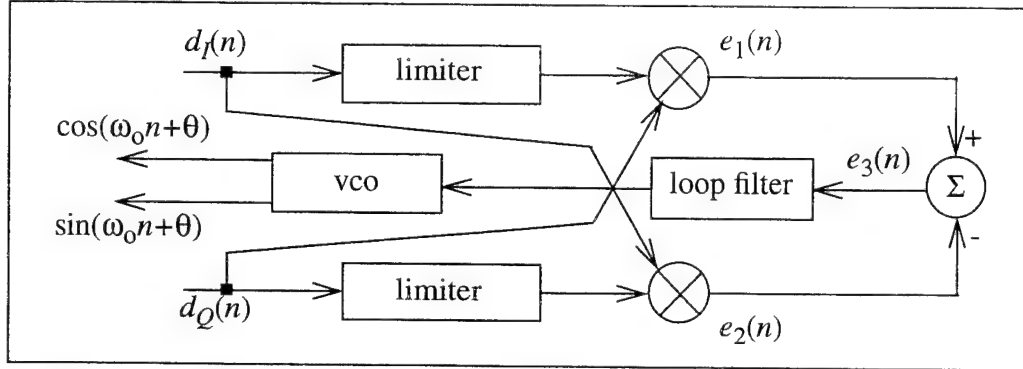 d_I(n)
limiter
e_1(n)
cos(ω_o n+θ)
+
vco
loop filter
e_3(n)
Σ
sin(ω_o n+θ)
-
d_Q(n)
limiter
e_2(n)